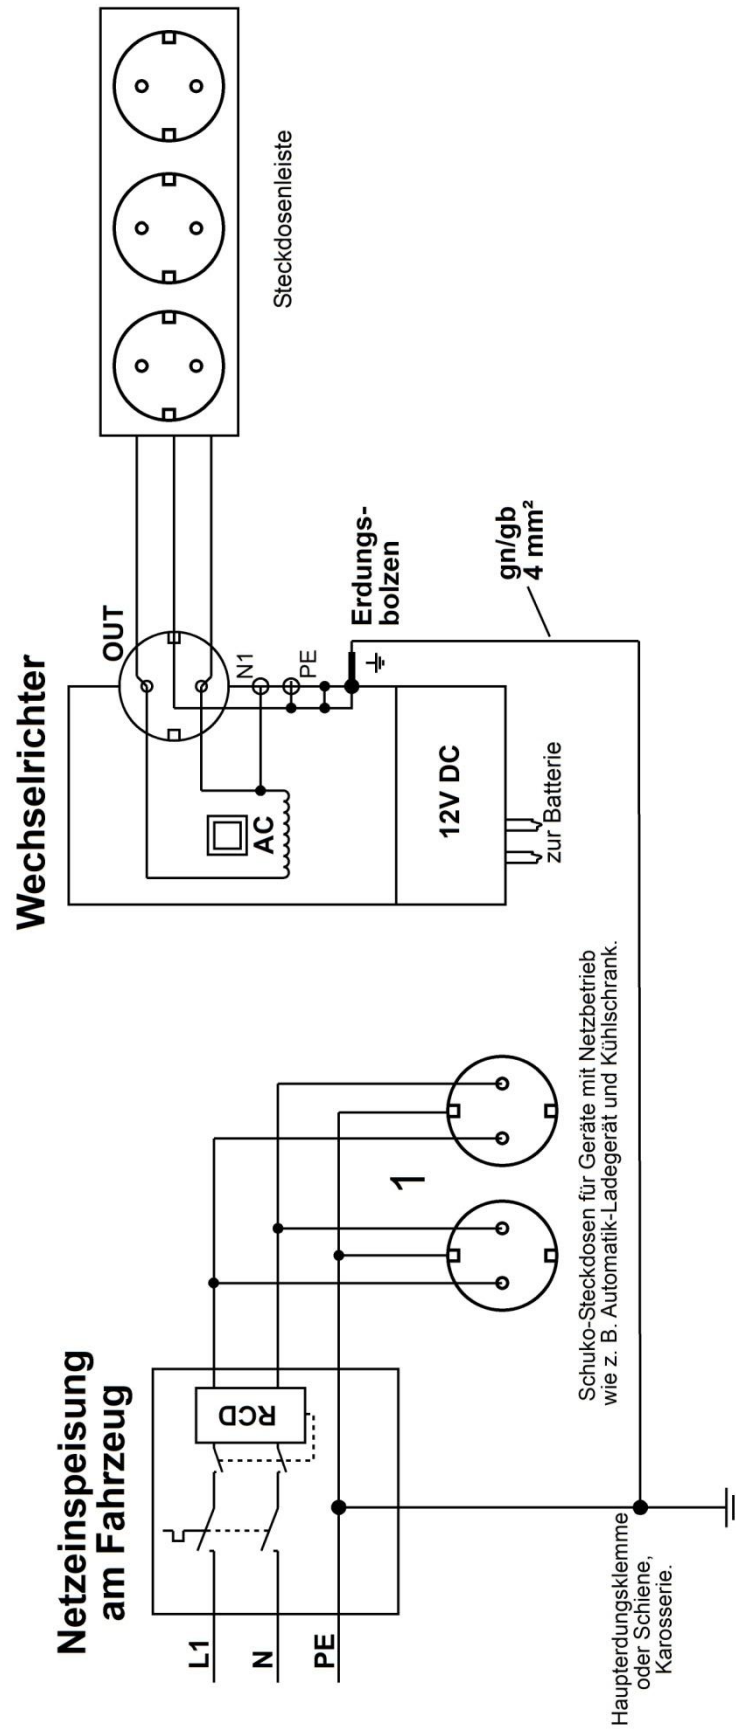 Netzeinspeisung
am Fahrzeug
L1
N
PE
RCD
1
Schuko-Steckdosen für Geräte mit Netzbetrieb
wie z. B. Automatik-Ladegerät und Kühlschrank.
Haupterdungsklemme
oder Schiene,
Karosserie.
Wechselrichter
OUT
AC
N1
PE
12V DC
zur Batterie
Erdungs-
bolzen
gn/gb
4 mm²
Steckdosenleiste